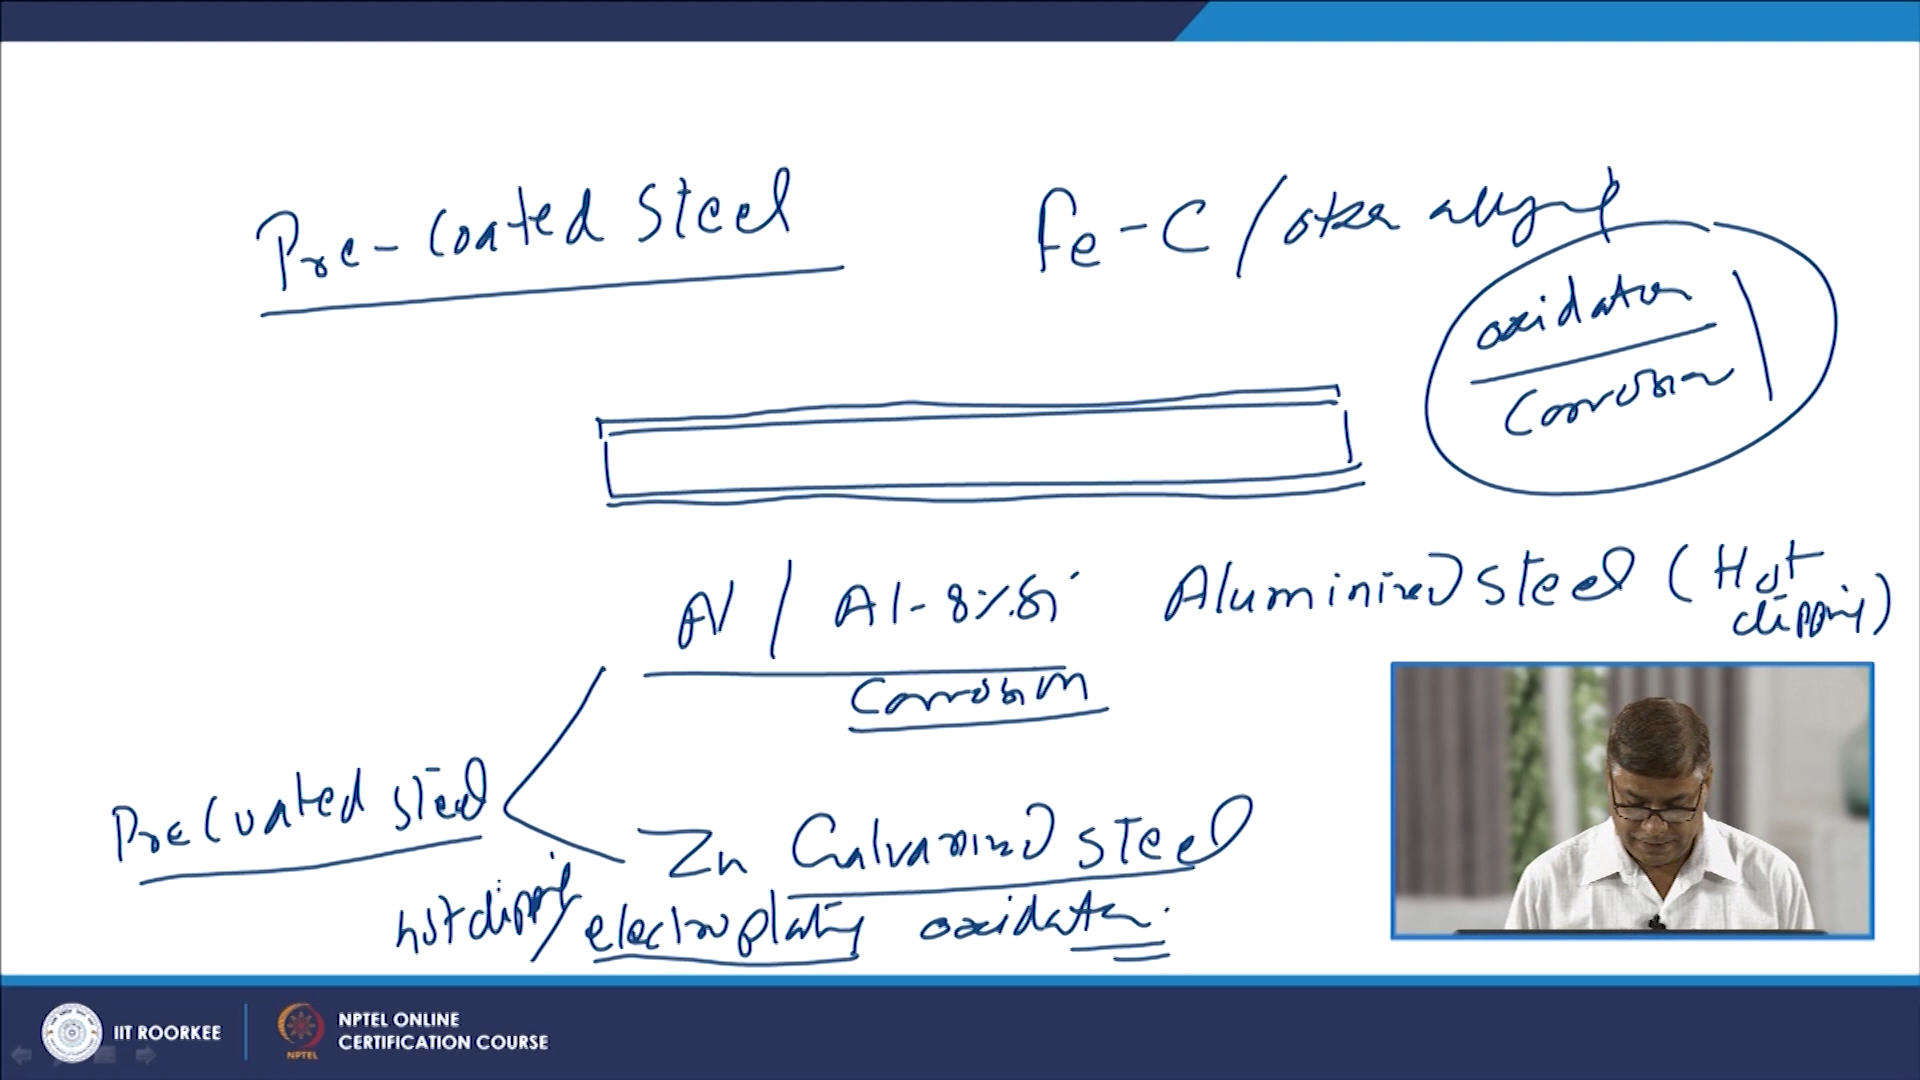 Pre-Coated Steel
Fe-C / other alloying
oxidation
Corrosion
Al / Al-8%Si Aluminized steel (Hot
dipping)
Corrosion
Precoated steel
Zn Galvanized steel
hot dipping/ electroplating oxidation.
IIT ROORKEE
NPTEL
NPTEL ONLINE
CERTIFICATION COURSE